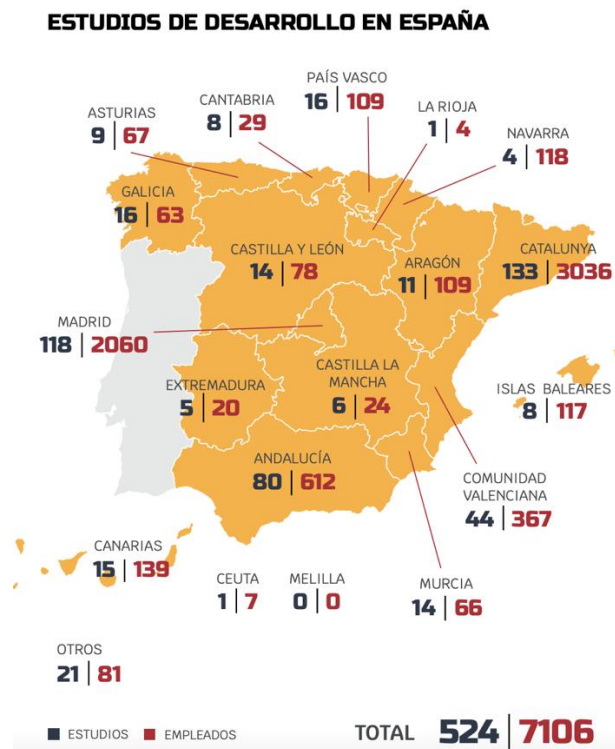 ESTUDIOS DE DESARROLLO EN ESPAÑA
PAÍS VASCO
16 | 109
CANTABRIA
8 | 29
LA RIOJA
1 | 4
ASTURIAS
9 | 67
NAVARRA
4 | 118
GALICIA
16 | 63
CASTILLA Y LEÓN
14 | 78
ARAGÓN
11 | 109
CATALUNYA
133 | 3036
MADRID
118 | 2060
EXTREMADURA
5 | 20
CASTILLA LA
MANCHA
6 | 24
ISLAS BALEARES
8 | 117
ANDALUCÍA
80 | 612
COMUNIDAD
VALENCIANA
44 | 367
CANARIAS
15 | 139
CEUTA
1 | 7
MELILLA
0 | 0
MURCIA
14 | 66
OTROS
21 | 81
ESTUDIOS EMPLEADOS
TOTAL 524 | 7106